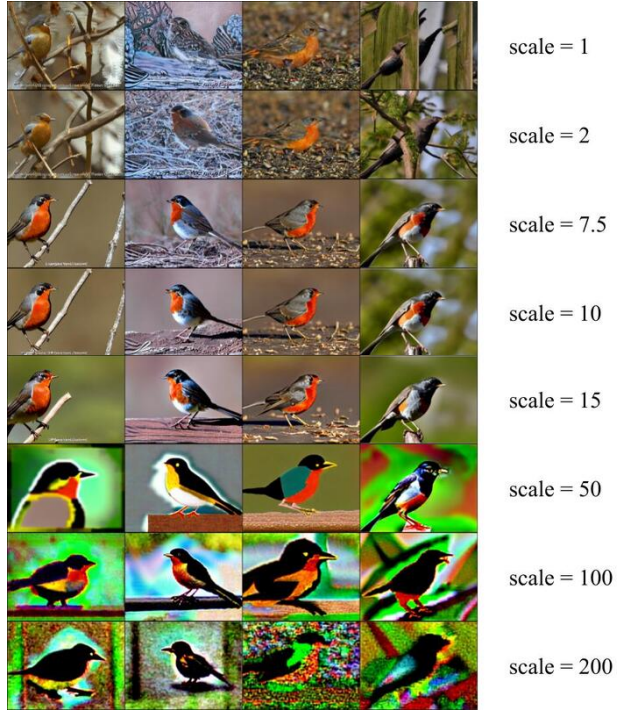 scale = 1
scale = 2
scale = 7.5
scale = 10
scale = 15
scale = 50
scale = 100
scale = 200